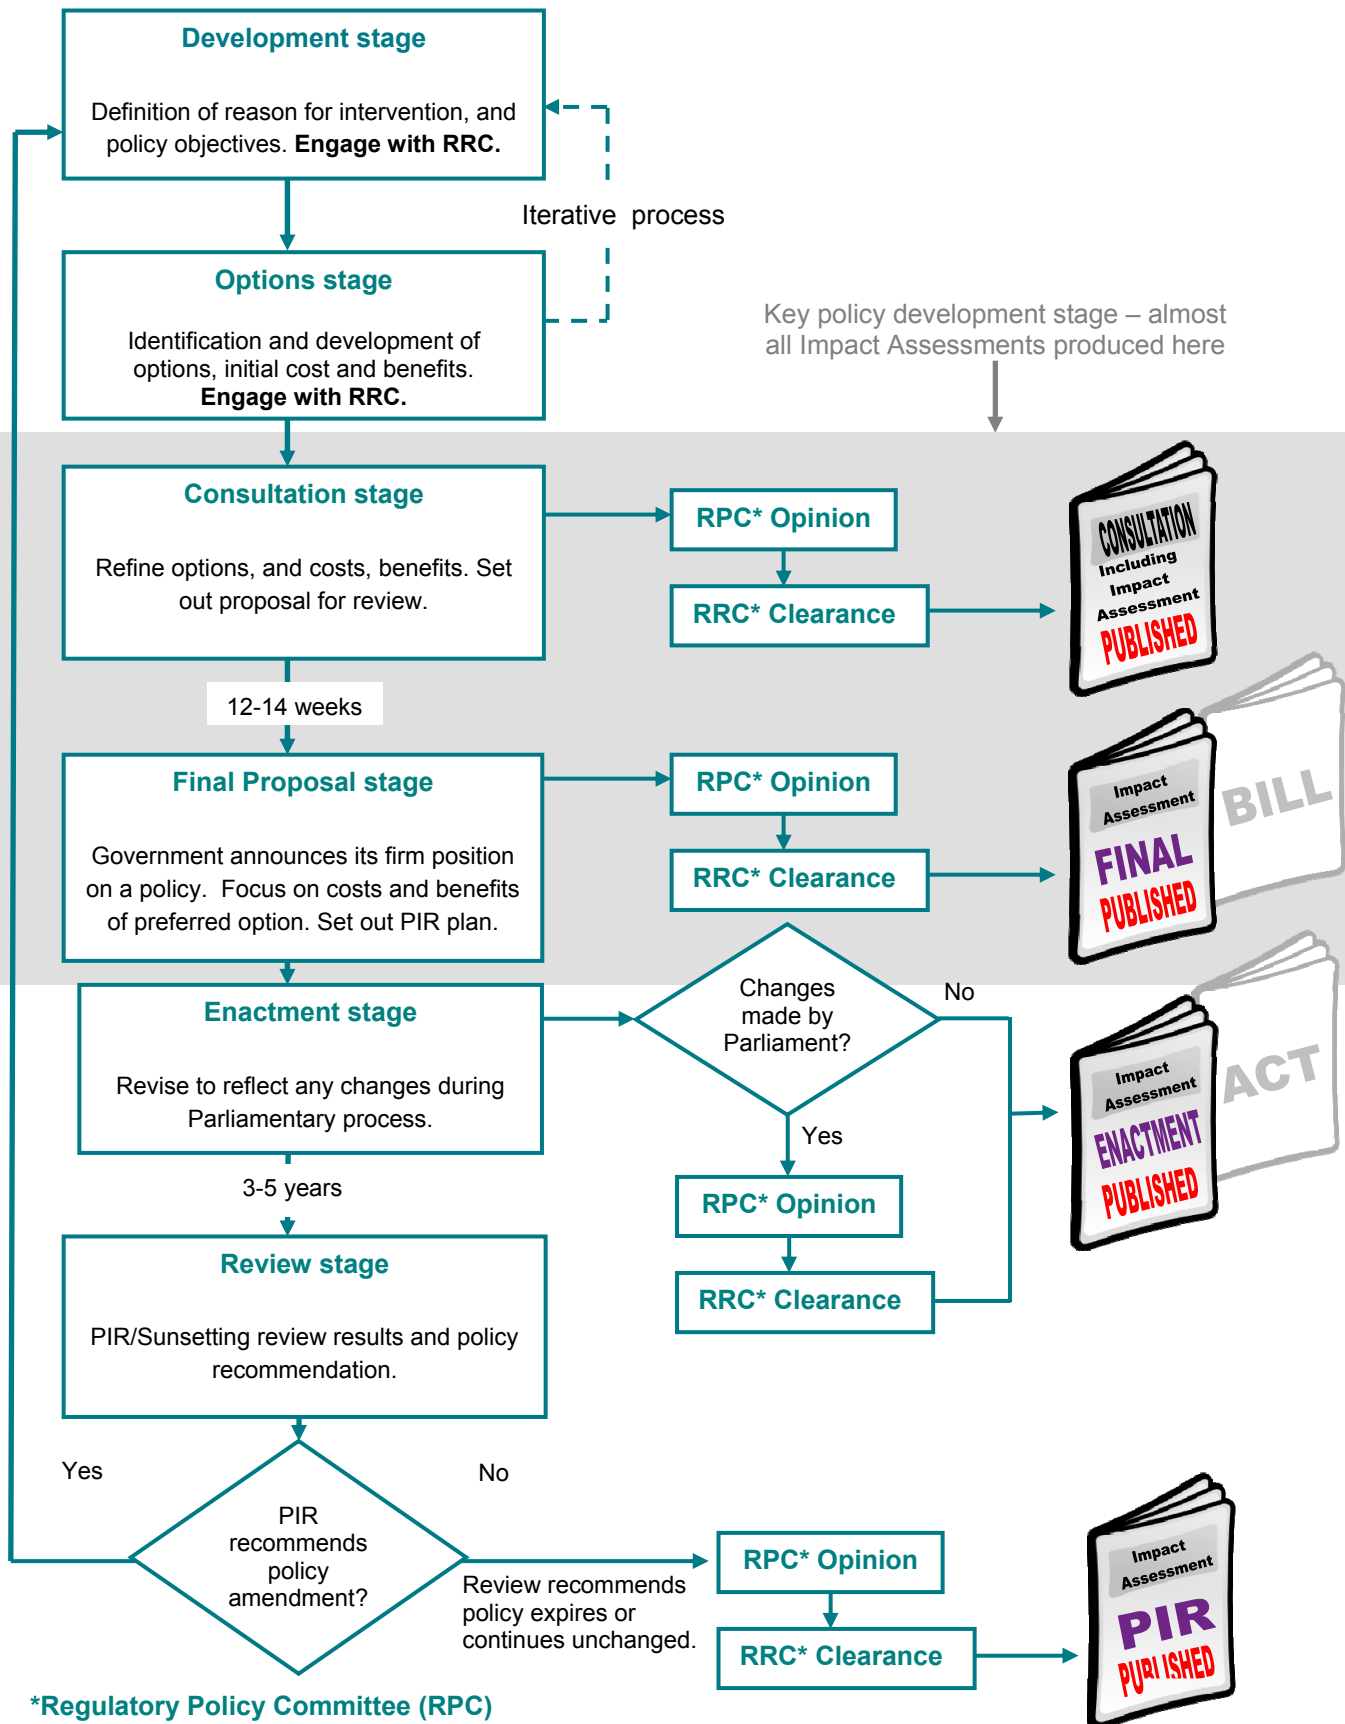 Development stage
Definition of reason for intervention, and
policy objectives. Engage with RRC.
Iterative process
Options stage
Identification and development of
options, initial cost and benefits.
Engage with RRC.
Key policy development stage – almost
all Impact Assessments produced here
Consultation stage
Refine options, and costs, benefits. Set
out proposal for review.
RPC* Opinion
RRC* Clearance
CONSULTATION
Including
Impact
Assessment
PUBLISHED
12-14 weeks
Final Proposal stage
Government announces its firm position
on a policy. Focus on costs and benefits
of preferred option. Set out PIR plan.
RPC* Opinion
RRC* Clearance
Impact
Assessment
FINAL
PUBLISHED
BILL
Enactment stage
Revise to reflect any changes during
Parliamentary process.
Changes
made by
Parliament?
No
Yes
RPC* Opinion
RRC* Clearance
Impact
Assessment
ENACTMENT
PUBLISHED
ACT
3-5 years
Review stage
PIR/Sunsetting review results and policy
recommendation.
Yes
No
PIR
recommends
policy
amendment?
Review recommends
policy expires or
continues unchanged.
RPC* Opinion
RRC* Clearance
Impact
Assessment
PIR
PUBLISHED
*Regulatory Policy Committee (RPC)